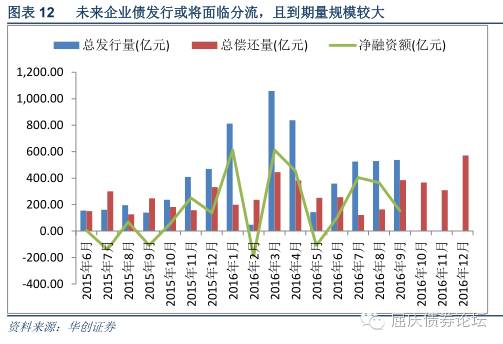 图表 12 未来企业债发行或将面临分流，且到期量规模较大
总发行量(亿元) 总偿还量(亿元) 净融资额(亿元)
1,200.00
1,000.00
800.00
600.00
400.00
200.00
0.00
-200.00
-400.00
2015年6月 2015年7月 2015年8月 2015年9月 2015年10月 2015年11月 2015年12月 2016年1月 2016年2月 2016年3月 2016年4月 2016年5月 2016年6月 2016年7月 2016年8月 2016年9月 2016年10月 2016年11月 2016年12月
资料来源：华创证券
屈庆债券论坛